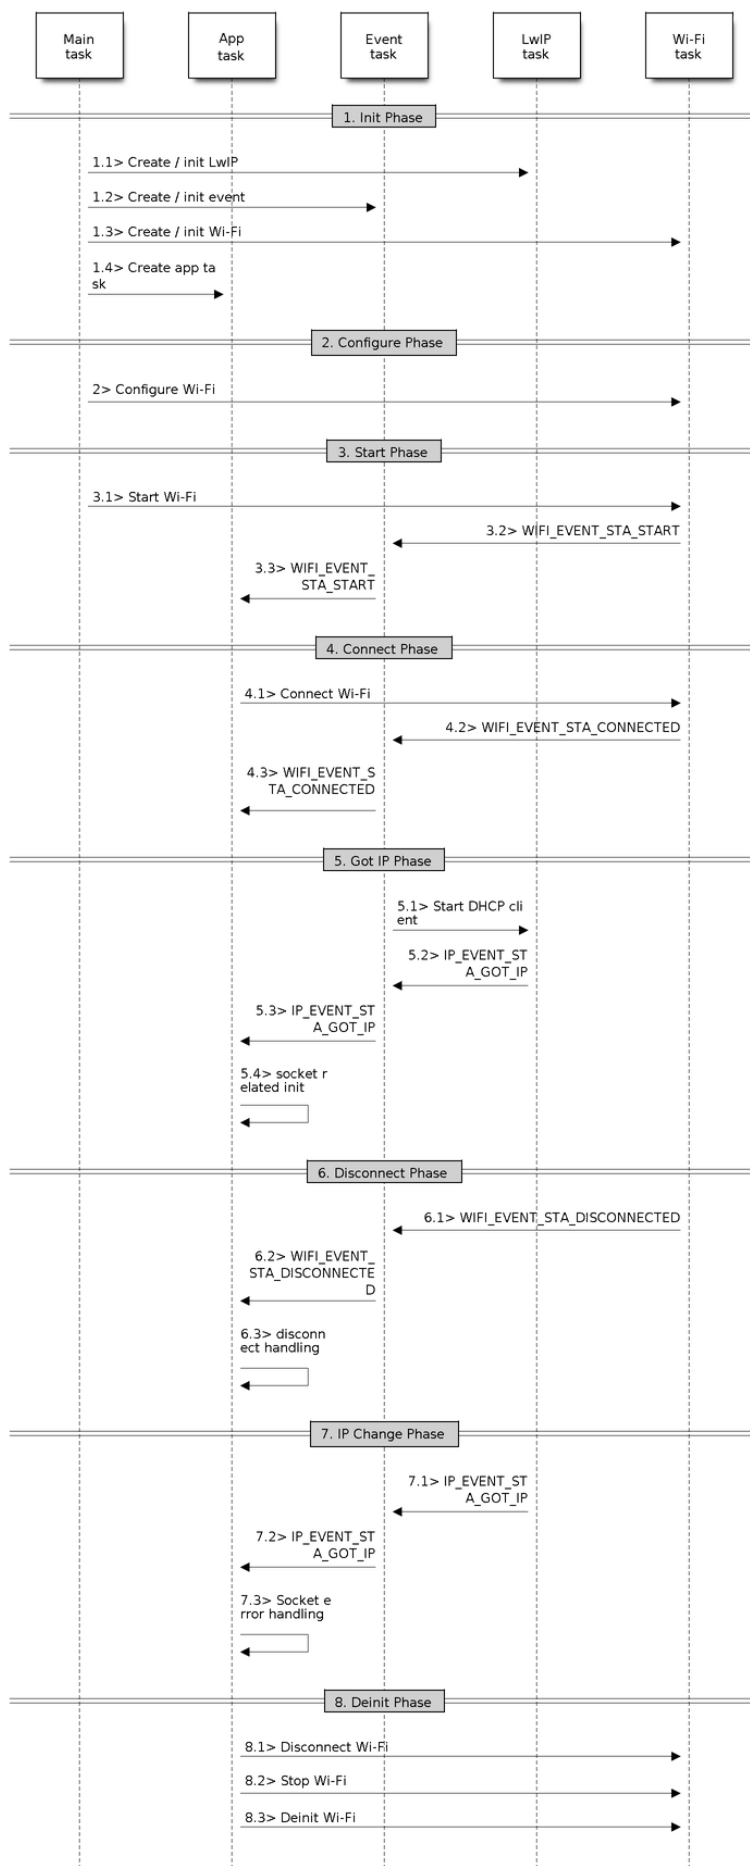 Main
task
App
task
Event
task
LwIP
task
Wi-Fi
task
1. Init Phase
1.1> Create / init LwIP
1.2> Create / init event
1.3> Create / init Wi-Fi
1.4> Create app ta
sk
2. Configure Phase
2> Configure Wi-Fi
3. Start Phase
3.1> Start Wi-Fi
3.2> WIFI_EVENT_STA_START
3.3> WIFI_EVENT_
STA_START
4. Connect Phase
4.1> Connect Wi-Fi
4.2> WIFI_EVENT_STA_CONNECTED
4.3> WIFI_EVENT_S
TA_CONNECTED
5. Got IP Phase
5.1> Start DHCP cli
ent
5.2> IP_EVENT_ST
A_GOT_IP
5.3> IP_EVENT_ST
A_GOT_IP
5.4> socket r
elated init
6. Disconnect Phase
6.1> WIFI_EVENT_STA_DISCONNECTED
6.2> WIFI_EVENT_
STA_DISCONNECTE
D
6.3> disconn
ect handling
7. IP Change Phase
7.1> IP_EVENT_ST
A_GOT_IP
7.2> IP_EVENT_ST
A_GOT_IP
7.3> Socket e
rror handling
8. Deinit Phase
8.1> Disconnect Wi-Fi
8.2> Stop Wi-Fi
8.3> Deinit Wi-Fi